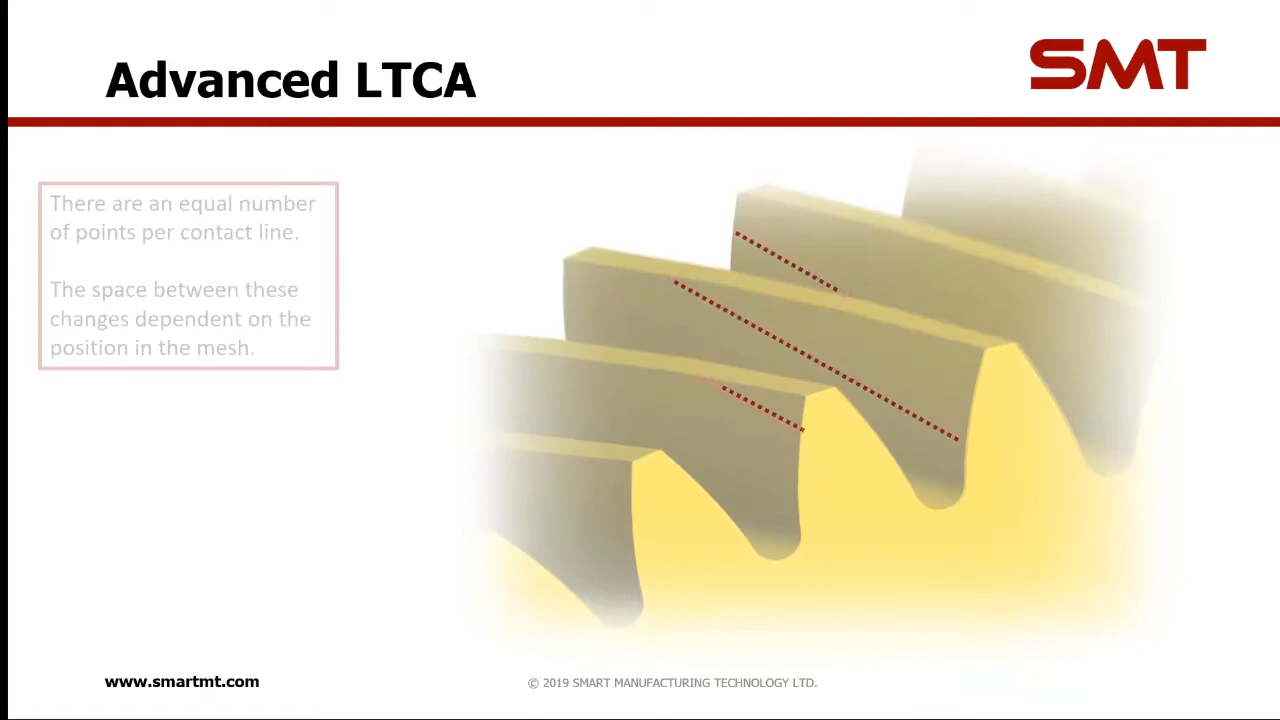 Advanced LTCA
SMT
There are an equal number
of points per contact line.
The space between these
changes dependent on the
position in the mesh.
www.smartmt.com
© 2019 SMART MANUFACTURING TECHNOLOGY LTD.